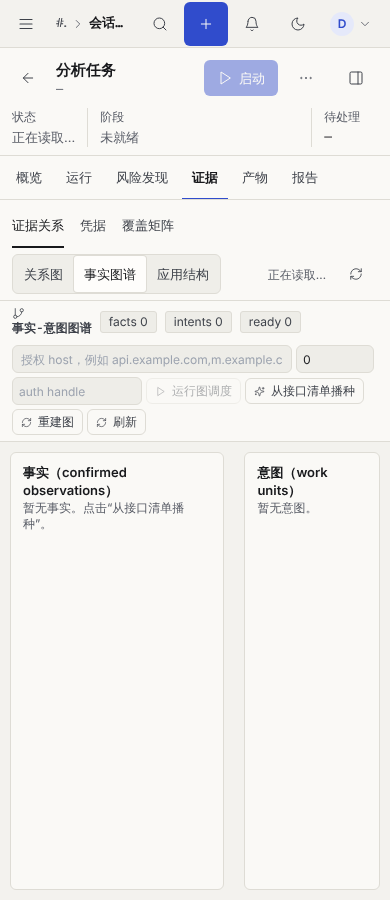 #.  会话...
D
分析任务
–
启动
状态
正在读取...
阶段
未就绪
待处理
–
概览
运行
风险发现
证据
产物
报告
证据关系
凭据
覆盖矩阵
关系图
事实图谱
应用结构
正在读取...
事实-意图图谱
facts 0
intents 0
ready 0
授权 host，例如 api.example.com,m.example.c
0
auth handle
运行图调度
从接口清单播种
重建图
刷新
事实（confirmed
observations）
暂无事实。点击“从接口清单播
种”。
意图（work
units）
暂无意图。